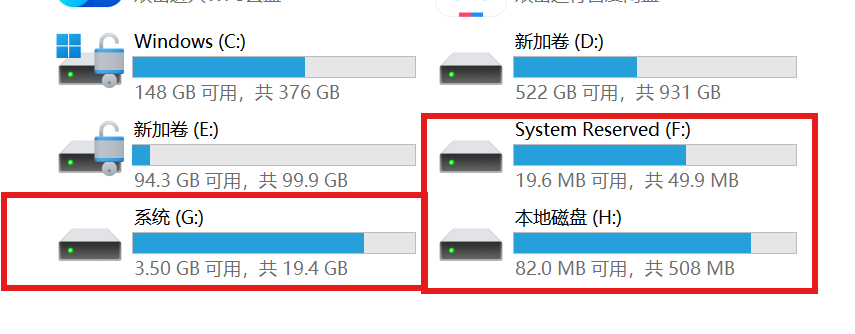 Windows (C:)
148 GB 可用，共 376 GB
新加卷 (D:)
522 GB 可用，共 931 GB
新加卷 (E:)
94.3 GB 可用，共 99.9 GB
System Reserved (F:)
19.6 MB 可用，共 49.9 MB
系统 (G:)
3.50 GB 可用，共 19.4 GB
本地磁盘 (H:)
82.0 MB 可用，共 508 MB